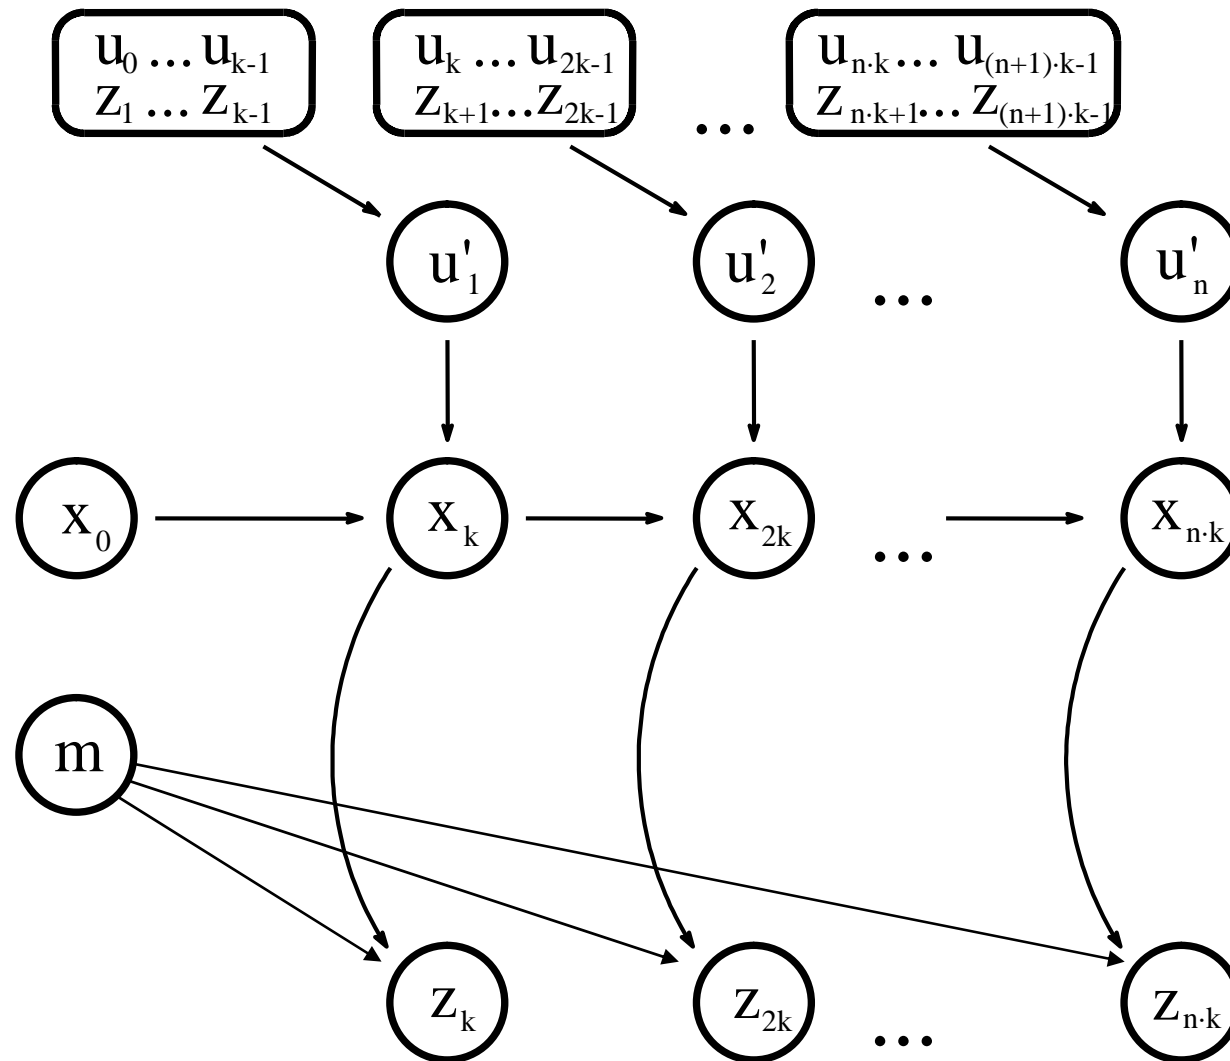 u₀ ... uₖ₋₁ uₖ ... u₂ₖ₋₁ uₙ.ₖ ... u₍ₙ₊₁₎.ₖ₋₁
z₁ ... zₖ₋₁ zₖ₊₁...z₂ₖ₋₁ ... zₙ.ₖ₊₁... z₍ₙ₊₁₎.ₖ₋₁
u'₁ u'₂ ... u'ₙ
x₀ xₖ x₂ₖ ... xₙ.ₖ
m
zₖ z₂ₖ ... zₙ.ₖ